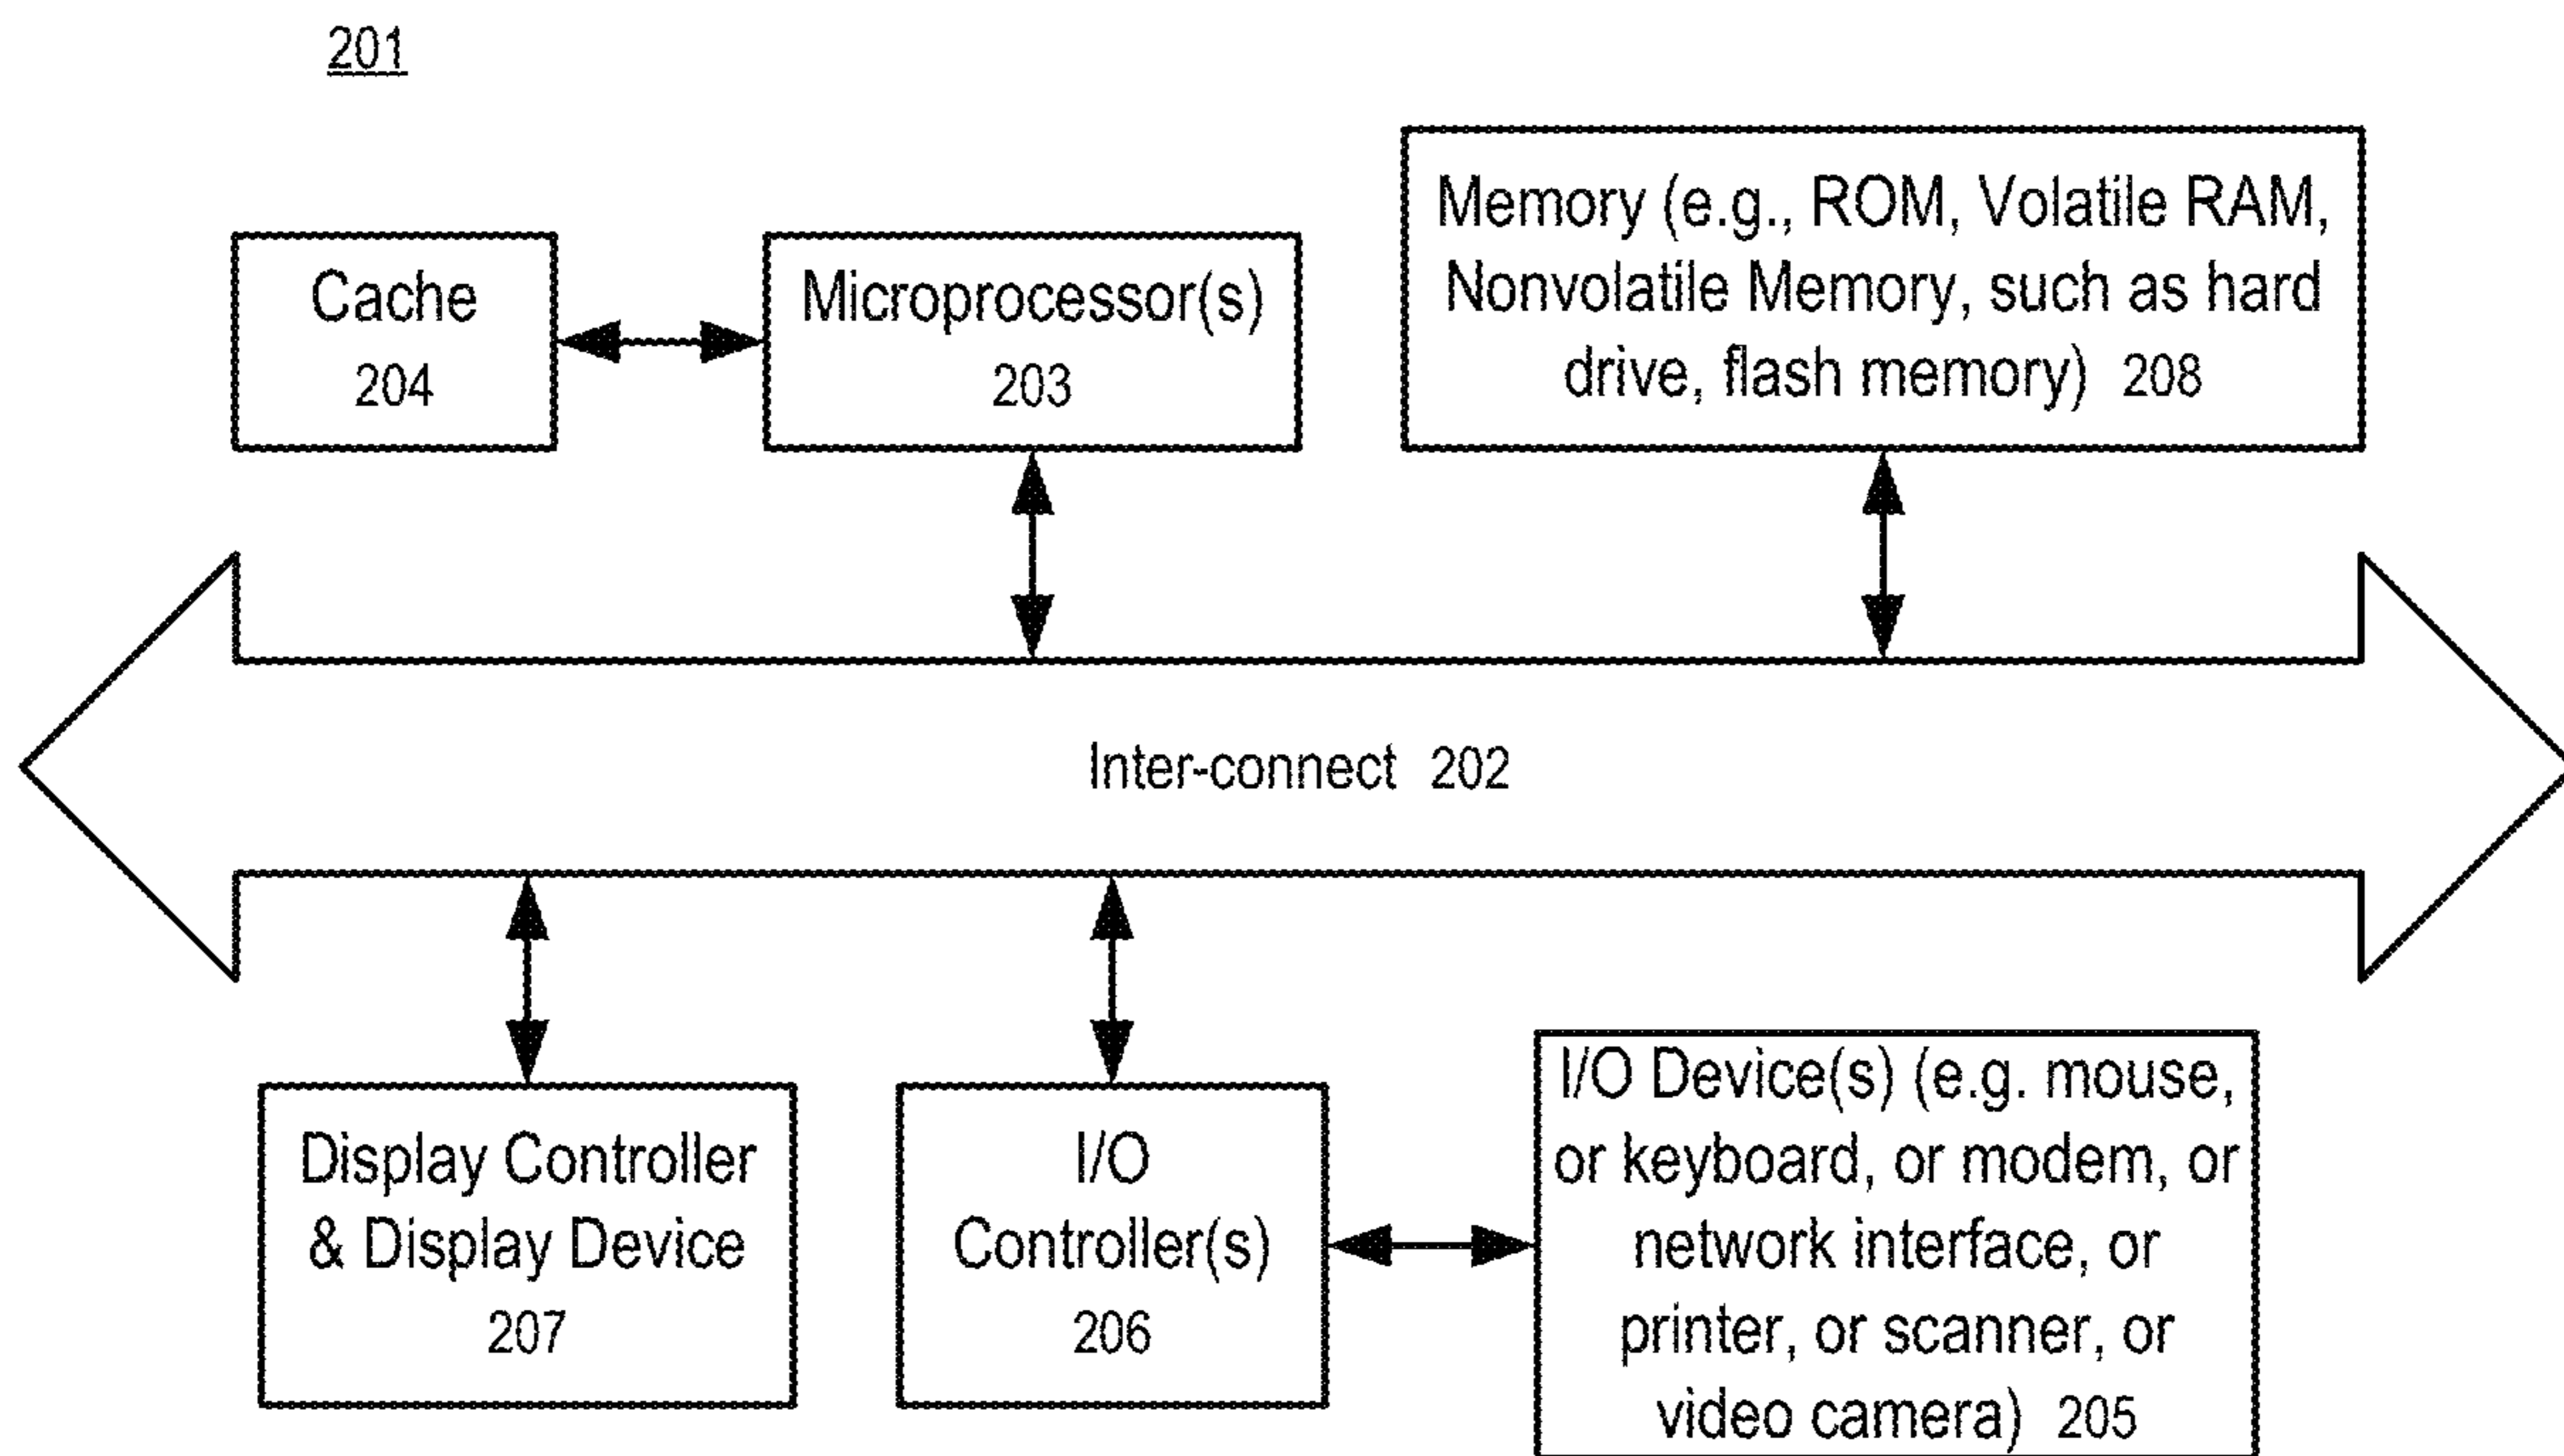 201
Cache
204
Microprocessor(s)
203
Memory (e.g., ROM, Volatile RAM,
Nonvolatile Memory, such as hard
drive, flash memory) 208
Inter-connect 202
Display Controller
& Display Device
207
I/O
Controller(s)
206
I/O Device(s) (e.g. mouse,
or keyboard, or modem, or
network interface, or
printer, or scanner, or
video camera) 205